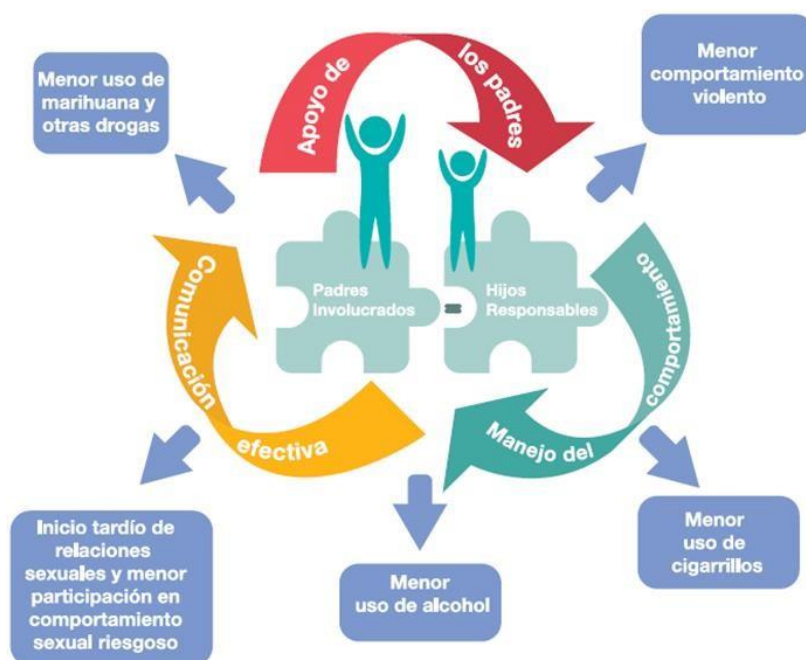 Apoyo de los padres
Menor uso de
marihuana y
otras drogas
Menor
comportamiento
violento
Padres
Involucrados
=
Hijos
Responsables
Comunicación
efectiva
Manejo del
comportamiento
Inicio tardío de
relaciones
sexuales y menor
participación en
comportamiento
sexual riesgoso
Menor
uso de alcohol
Menor
uso de
cigarrillos